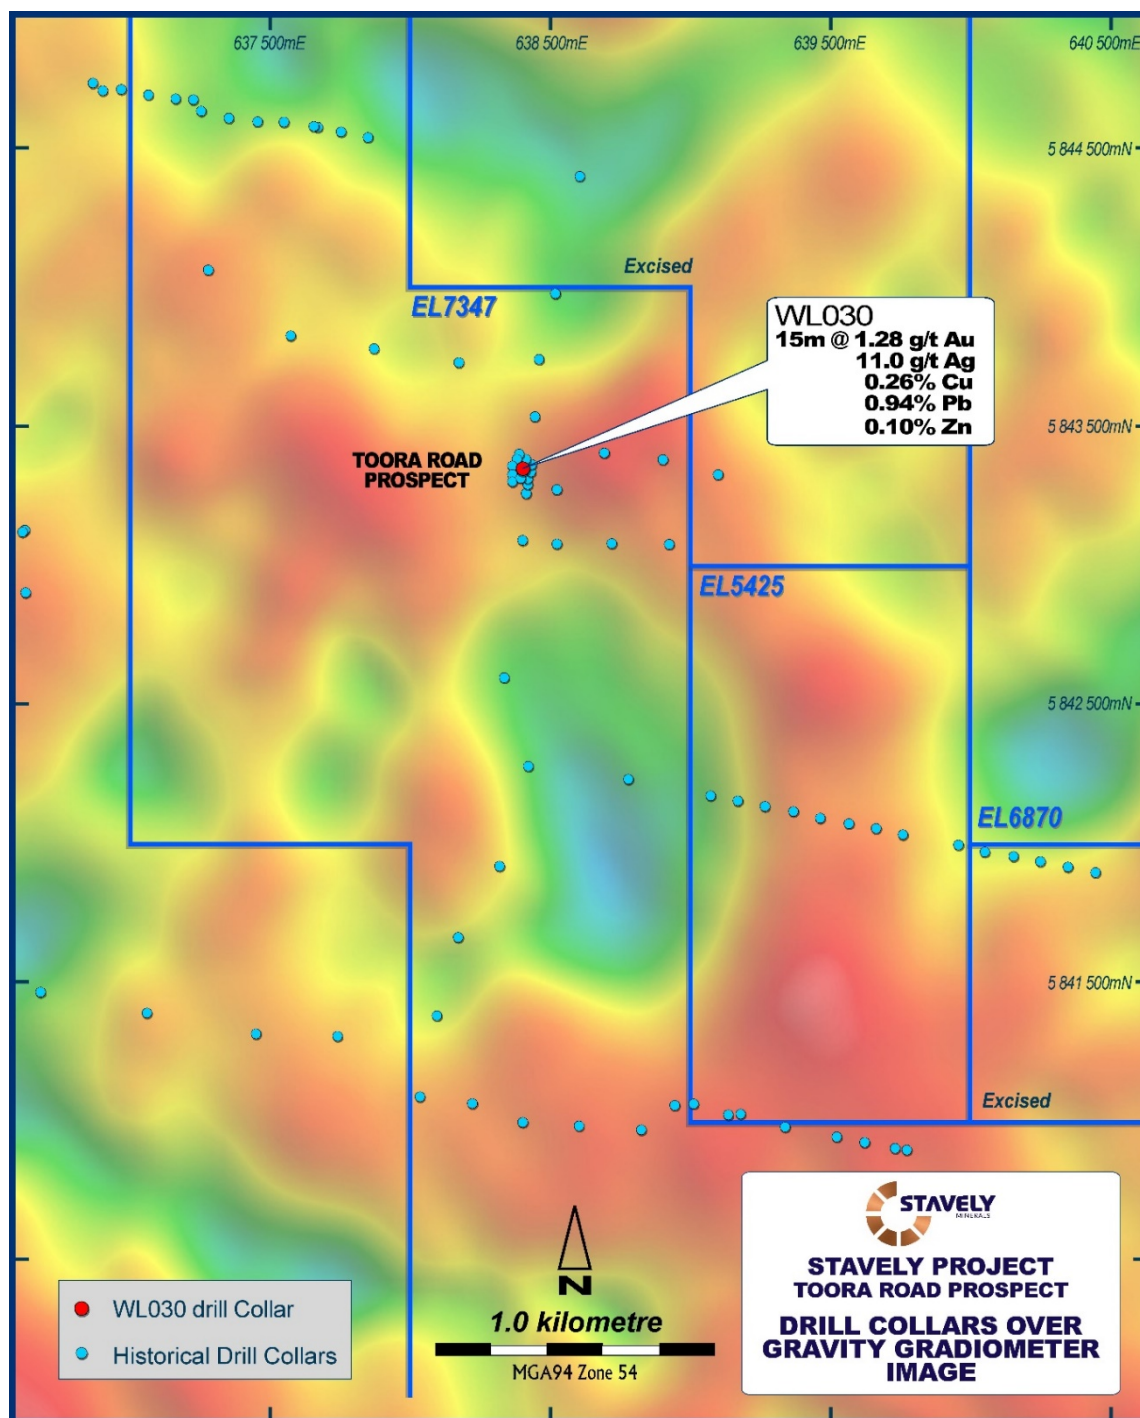 637 500mE
638 500mE
639 500mE
640 500mE
5 844 500mN
Excised
EL7347
WL030
15m @ 1.28 g/t Au
11.0 g/t Ag
0.26% Cu
0.94% Pb
0.10% Zn
5 843 500mN
TOORA ROAD
PROSPECT
EL5425
5 842 500mN
EL6870
5 841 500mN
Excised
WL030 drill Collar
Historical Drill Collars
N
1.0 kilometre
MGA94 Zone 54
STAVELY
MINERALS
STAVELY PROJECT
TOORA ROAD PROSPECT
DRILL COLLARS OVER
GRAVITY GRADIOMETER
IMAGE